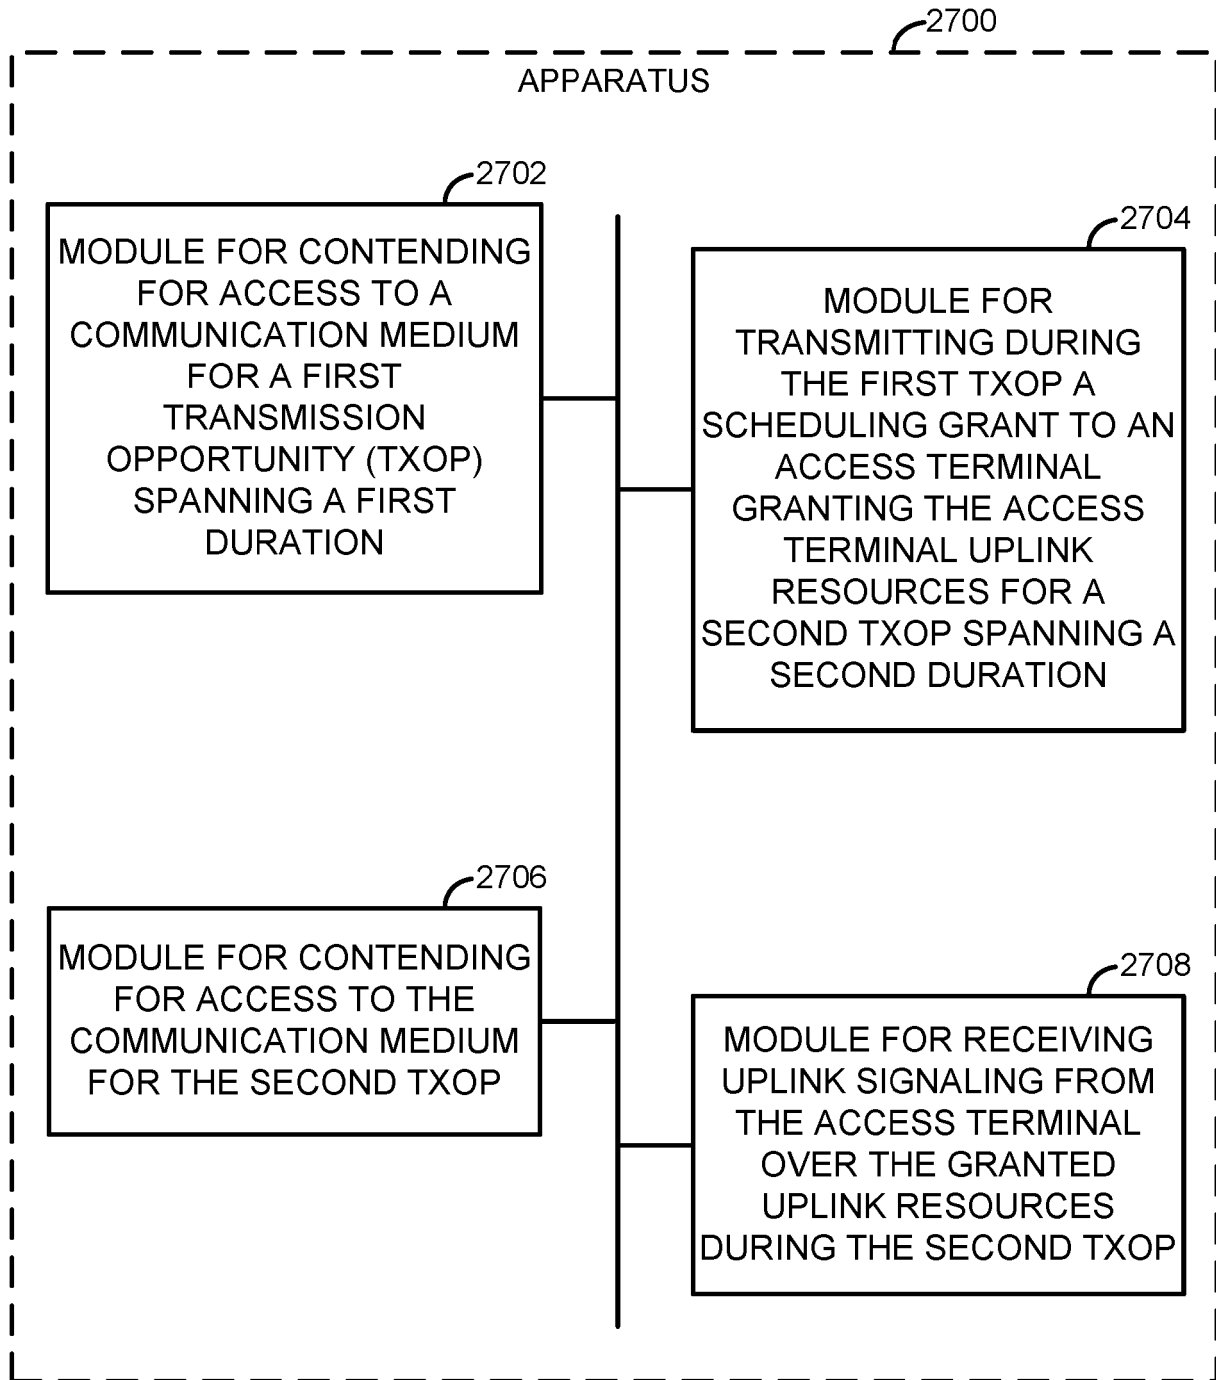 2700
APPARATUS
2702
MODULE FOR CONTENDING
FOR ACCESS TO A
COMMUNICATION MEDIUM
FOR A FIRST
TRANSMISSION
OPPORTUNITY (TXOP)
SPANNING A FIRST
DURATION
2704
MODULE FOR
TRANSMITTING DURING
THE FIRST TXOP A
SCHEDULING GRANT TO AN
ACCESS TERMINAL
GRANTING THE ACCESS
TERMINAL UPLINK
RESOURCES FOR A
SECOND TXOP SPANNING A
SECOND DURATION
2706
MODULE FOR CONTENDING
FOR ACCESS TO THE
COMMUNICATION MEDIUM
FOR THE SECOND TXOP
2708
MODULE FOR RECEIVING
UPLINK SIGNALING FROM
THE ACCESS TERMINAL
OVER THE GRANTED
UPLINK RESOURCES
DURING THE SECOND TXOP